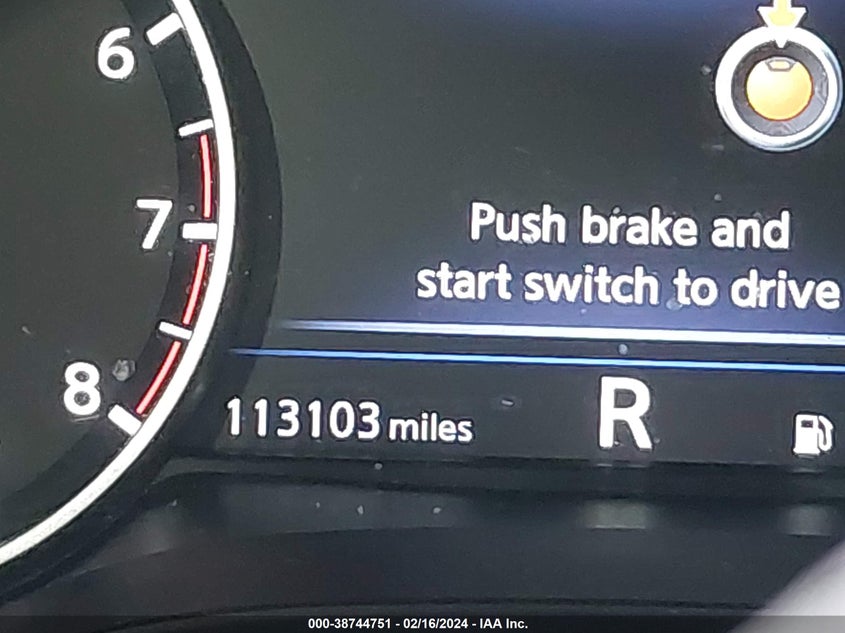 6
7
8
Push brake and
start switch to drive
113103 miles
R
000-38744751 - 02/16/2024 - IAA Inc.